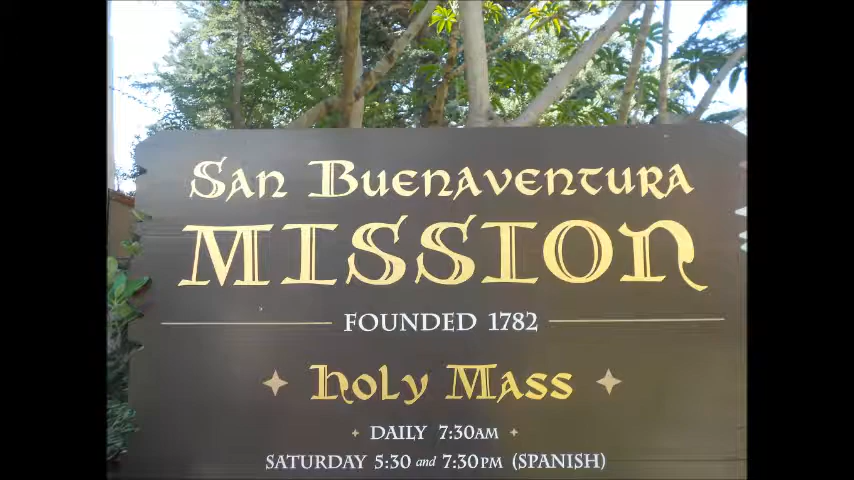 San Buenaventura
MISSION
FOUNDED 1782
Holy Mass
DAILY 7:30AM
SATURDAY 5:30 and 7:30PM (SPANISH)